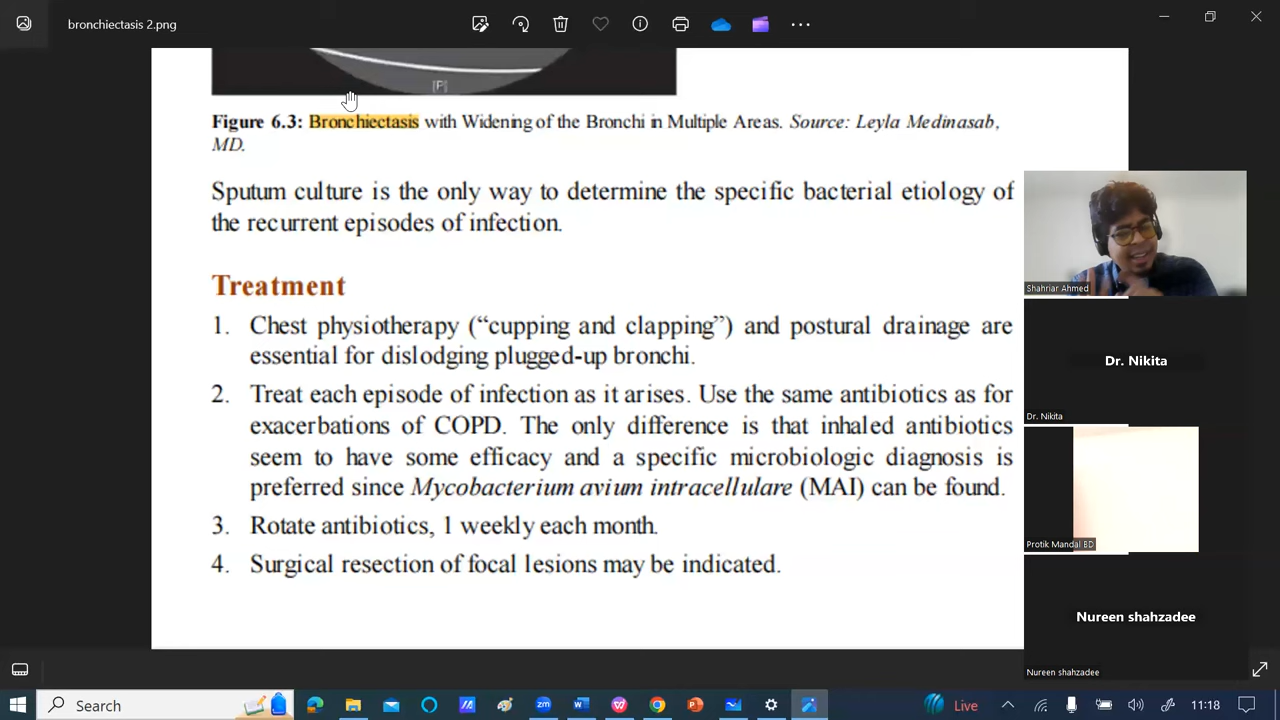 bronchiectasis 2.png
[P]
Figure 6.3: Bronchiectasis with Widening of the Bronchi in Multiple Areas. Source: Leyla Medinasab,
MD.
Sputum culture is the only way to determine the specific bacterial etiology of
the recurrent episodes of infection.
Treatment
1. Chest physiotherapy (“cupping and clapping”) and postural drainage are
essential for dislodging plugged-up bronchi.
2. Treat each episode of infection as it arises. Use the same antibiotics as for
exacerbations of COPD. The only difference is that inhaled antibiotics
seem to have some efficacy and a specific microbiologic diagnosis is
preferred since Mycobacterium avium intracellulare (MAI) can be found.
3. Rotate antibiotics, 1 weekly each month.
4. Surgical resection of focal lesions may be indicated.
Shahriar Ahmed
Dr. Nikita
Dr. Nikita
Protik Mandal BD
Nureen shahzadee
Nureen shahzadee
Search
zm
W
P
Live
11:18